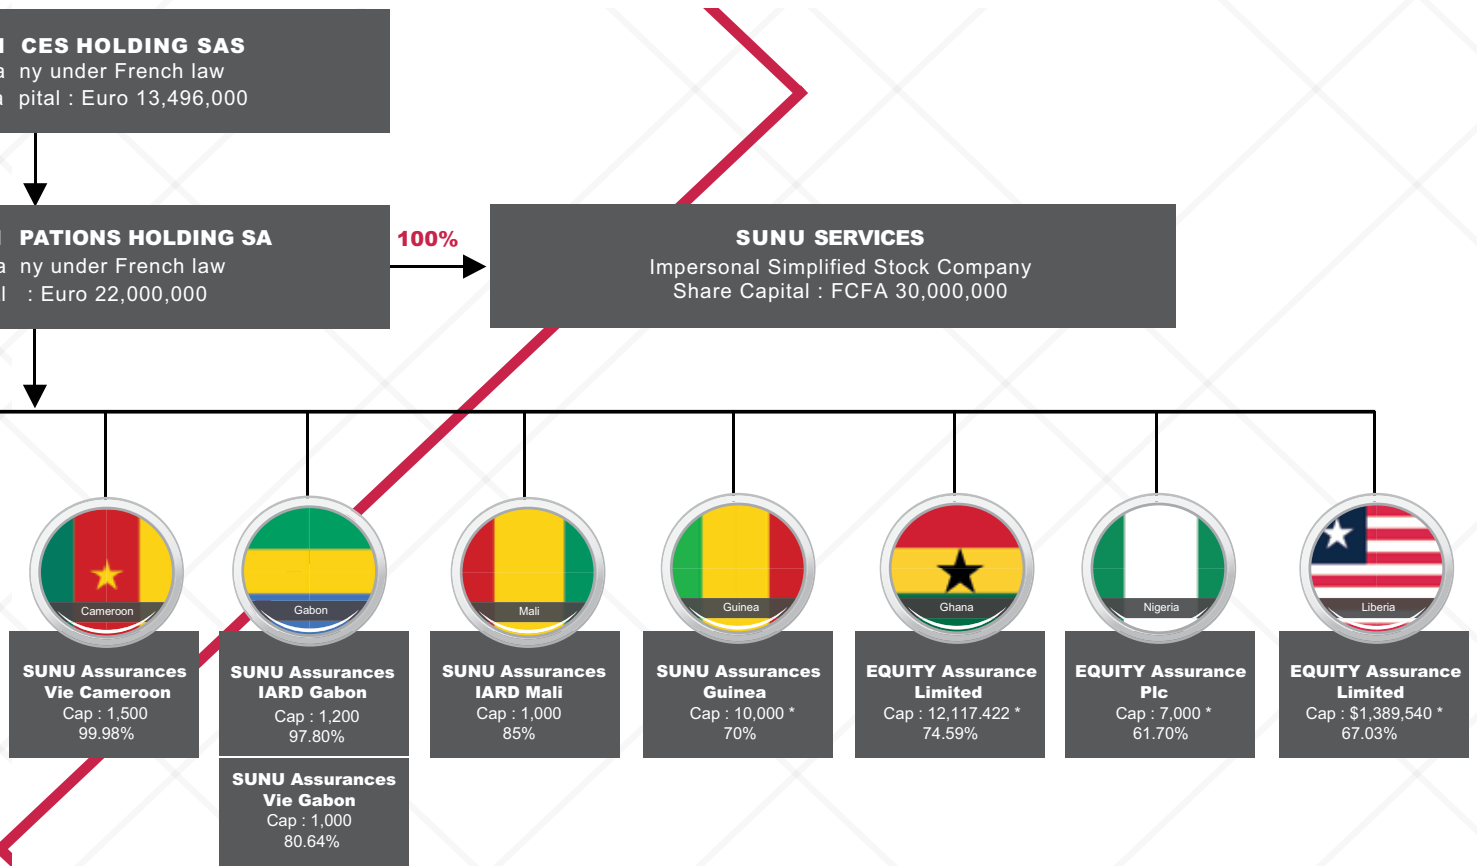 CES HOLDING SAS
ny under French law
pital : Euro 13,496,000
PATIONS HOLDING SA
ny under French law
: Euro 22,000,000
100%
SUNU SERVICES
Impersonal Simplified Stock Company
Share Capital : FCFA 30,000,000
Cameroon
SUNU Assurances
Vie Cameroon
Cap : 1,500
99.98%
Gabon
SUNU Assurances
IARD Gabon
Cap : 1,200
97.80%
SUNU Assurances
Vie Gabon
Cap : 1,000
80.64%
Mali
SUNU Assurances
IARD Mali
Cap : 1,000
85%
Guinea
SUNU Assurances
Guinea
Cap : 10,000 *
70%
Ghana
EQUITY Assurance
Limited
Cap : 12,117.422 *
74.59%
Nigeria
EQUITY Assurance
Plc
Cap : 7,000 *
61.70%
Liberia
EQUITY Assurance
Limited
Cap : $1,389,540 *
67.03%